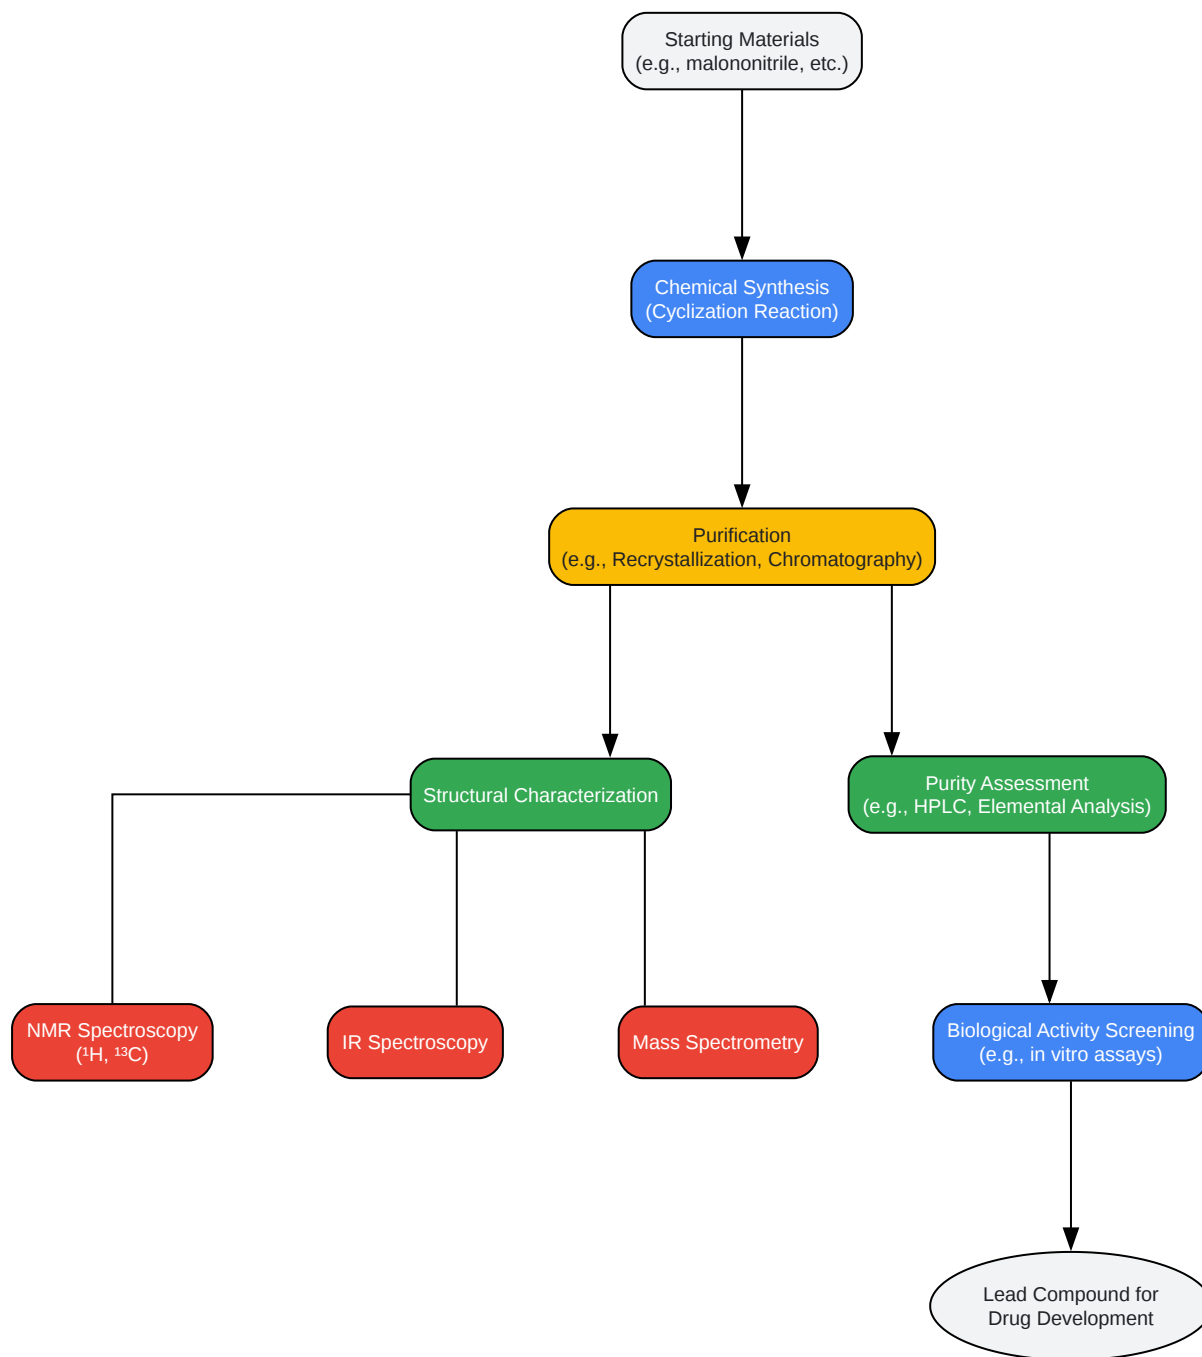 Starting Materials
(e.g., malononitrile, etc.)
Chemical Synthesis
(Cyclization Reaction)
Purification
(e.g., Recrystallization, Chromatography)
Structural Characterization
Purity Assessment
(e.g., HPLC, Elemental Analysis)
NMR Spectroscopy
(¹H, ¹³C)
IR Spectroscopy
Mass Spectrometry
Biological Activity Screening
(e.g., in vitro assays)
Lead Compound for
Drug Development